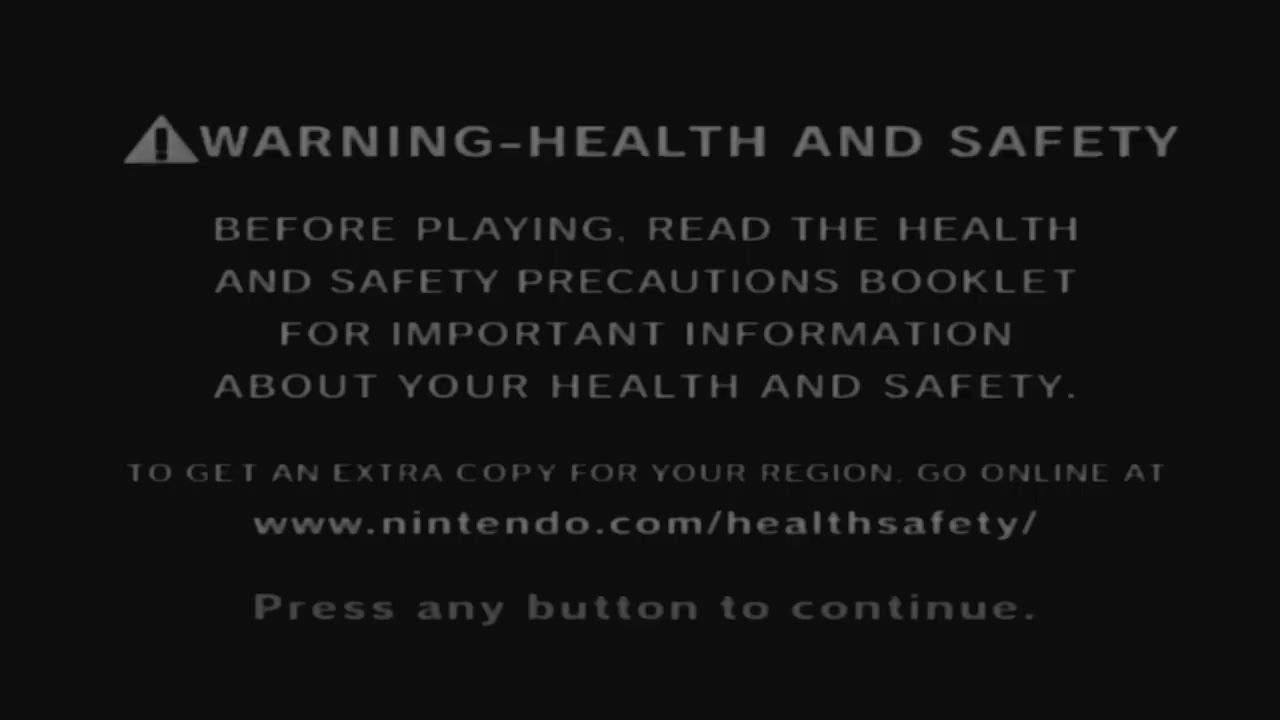 WARNING-HEALTH AND SAFETY
BEFORE PLAYING, READ THE HEALTH
AND SAFETY PRECAUTIONS BOOKLET
FOR IMPORTANT INFORMATION
ABOUT YOUR HEALTH AND SAFETY.
TO GET AN EXTRA COPY FOR YOUR REGION, GO ONLINE AT
www.nintendo.com/healthsafety/
Press any button to continue.